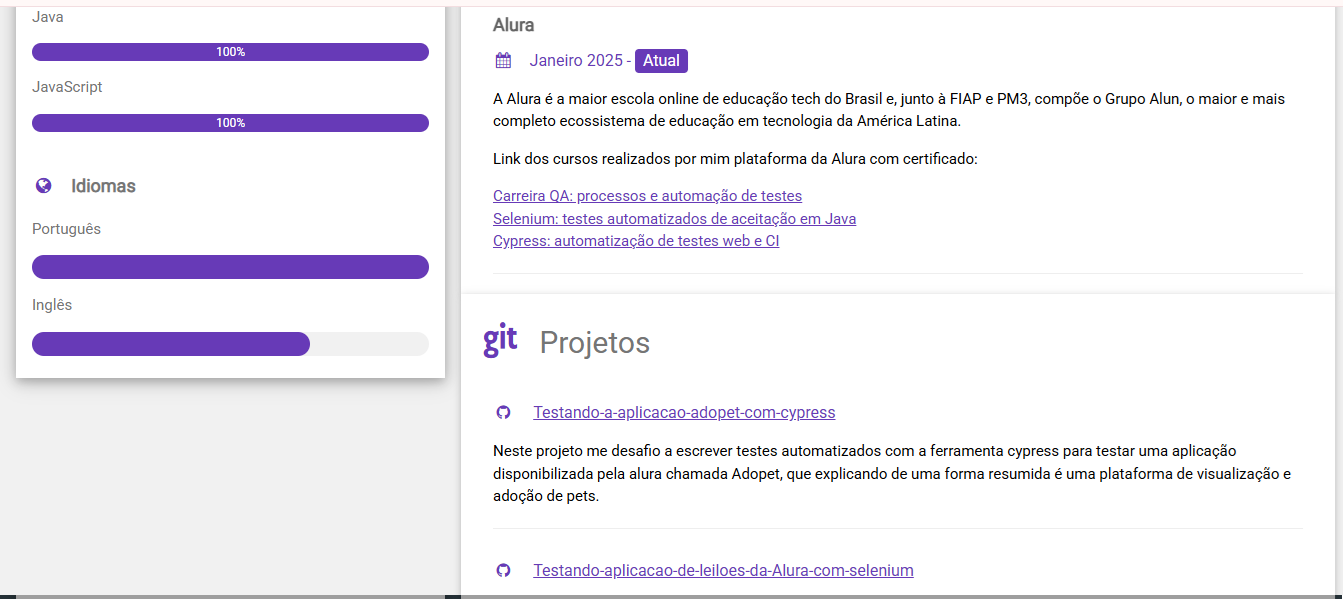 Java
100%
JavaScript
100%
Idiomas
Português
Inglês
Alura
Janeiro 2025 - Atual
A Alura é a maior escola online de educação tech do Brasil e, junto à FIAP e PM3, compõe o Grupo Alun, o maior e mais
completo ecossistema de educação em tecnologia da América Latina.
Link dos cursos realizados por mim plataforma da Alura com certificado:
Carreira QA: processos e automação de testes
Selenium: testes automatizados de aceitação em Java
Cypress: automatização de testes web e CI
git Projetos
Testando-a-aplicacao-adopet-com-cypress
Neste projeto me desafio a escrever testes automatizados com a ferramenta cypress para testar uma aplicação
disponibilizada pela alura chamada Adopet, que explicando de uma forma resumida é uma plataforma de visualização e
adoção de pets.
Testando-aplicacao-de-leiloes-da-Alura-com-selenium